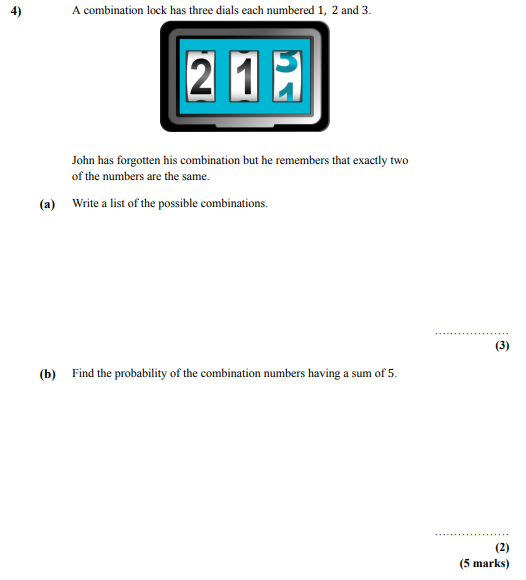 4) A combination lock has three dials each numbered 1, 2 and 3.
2 1 3
1
John has forgotten his combination but he remembers that exactly two
of the numbers are the same.
(a) Write a list of the possible combinations.
...................
(3)
(b) Find the probability of the combination numbers having a sum of 5.
...................
(2)
(5 marks)